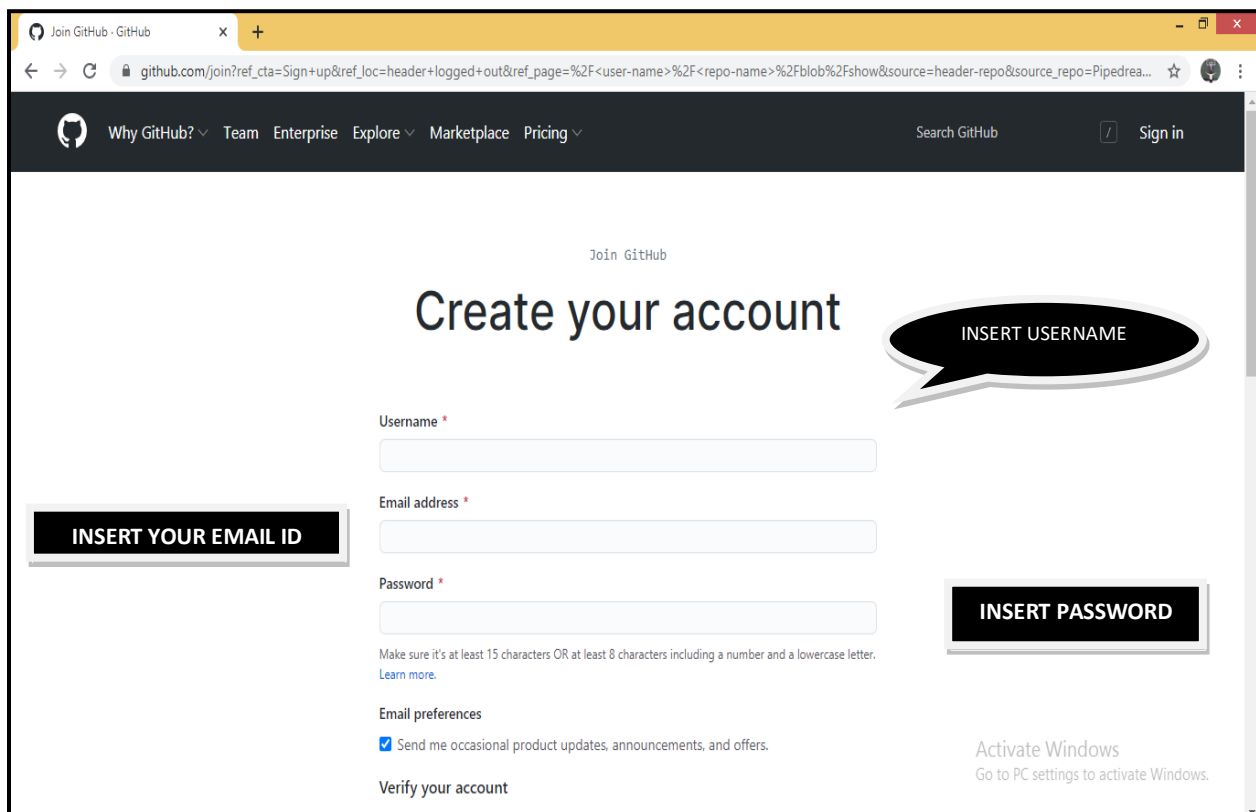 Join GitHub · GitHub
github.com/join?ref_cta=Sign+up&ref_loc=header+logged+out&ref_page=%2F<user-name>%2F<repo-name>%2Fblob%2Fshow&source=header-repo&source_repo=Pipedrea...
Why GitHub? Team Enterprise Explore Marketplace Pricing Search GitHub / Sign in
Join GitHub
Create your account
INSERT USERNAME
Username *
Email address *
INSERT YOUR EMAIL ID
Password *
INSERT PASSWORD
Make sure it's at least 15 characters OR at least 8 characters including a number and a lowercase letter.
Learn more.
Email preferences
Send me occasional product updates, announcements, and offers.
Verify your account
Activate Windows
Go to PC settings to activate Windows.